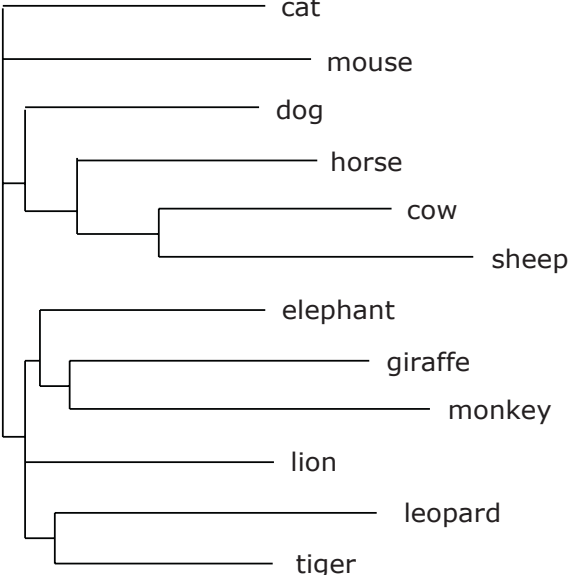 cat
mouse
dog
horse
cow
sheep
elephant
giraffe
monkey
lion
leopard
tiger